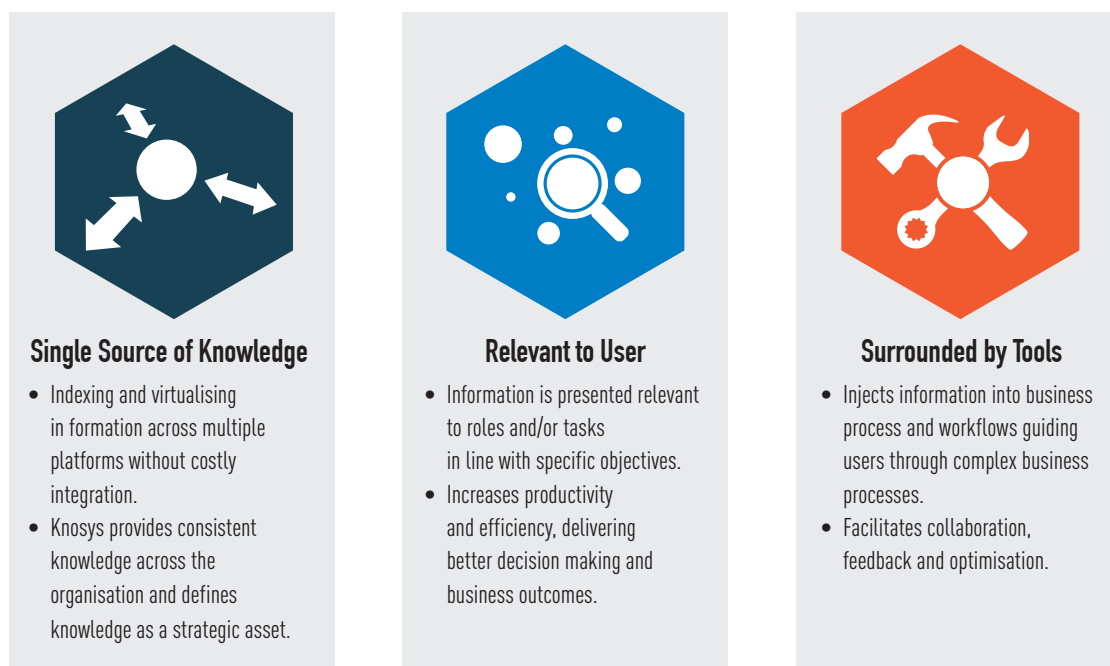 Single Source of Knowledge
• Indexing and virtualising
in formation across multiple
platforms without costly
integration.
• Knosys provides consistent
knowledge across the
organisation and defines
knowledge as a strategic asset.
Relevant to User
• Information is presented relevant
to roles and/or tasks
in line with specific objectives.
• Increases productivity
and efficiency, delivering
better decision making and
business outcomes.
Surrounded by Tools
• Injects information into business
process and workflows guiding
users through complex business
processes.
• Facilitates collaboration,
feedback and optimisation.